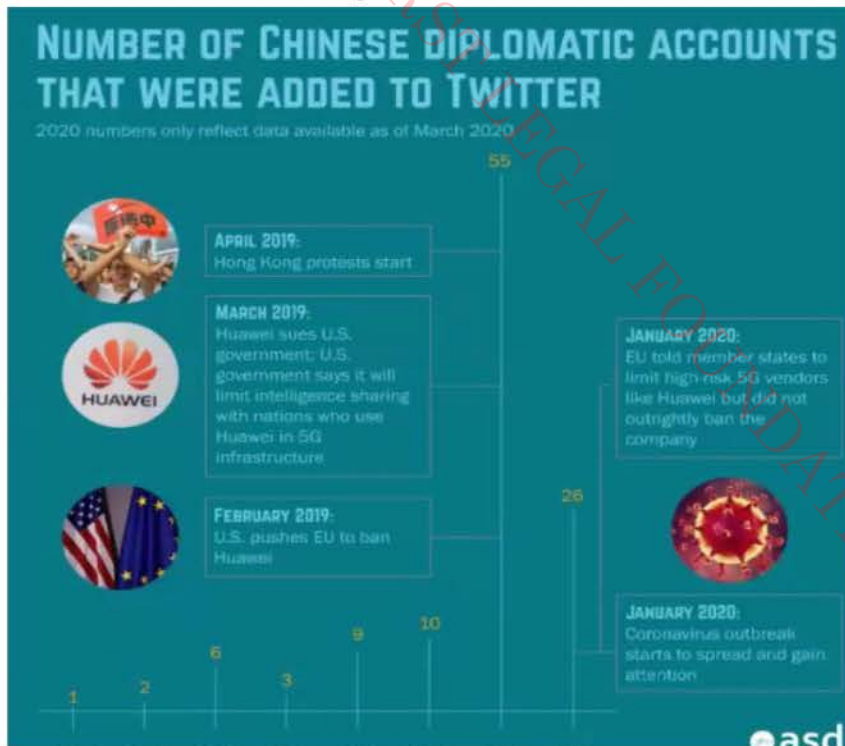 NUMBER OF CHINESE DIPLOMATIC ACCOUNTS
THAT WERE ADDED TO TWITTER
2020 numbers only reflect data available as of March 2020
55
APRIL 2019:
Hong Kong protests start
MARCH 2019:
Huawei sues U.S.
government; U.S.
government says it will
limit intelligence sharing
with nations who use
Huawei in 5G
infrastructure
HUAWEI
FEBRUARY 2019:
U.S. pushes EU to ban
Huawei
JANUARY 2020:
EU told member states to
limit high risk 5G vendors
like Huawei but did not
outrightly ban the
company
26
JANUARY 2020:
Coronavirus outbreak
starts to spread and gain
attention
1
2
6
3
9
10
asd
LEGAL FOUNDAT